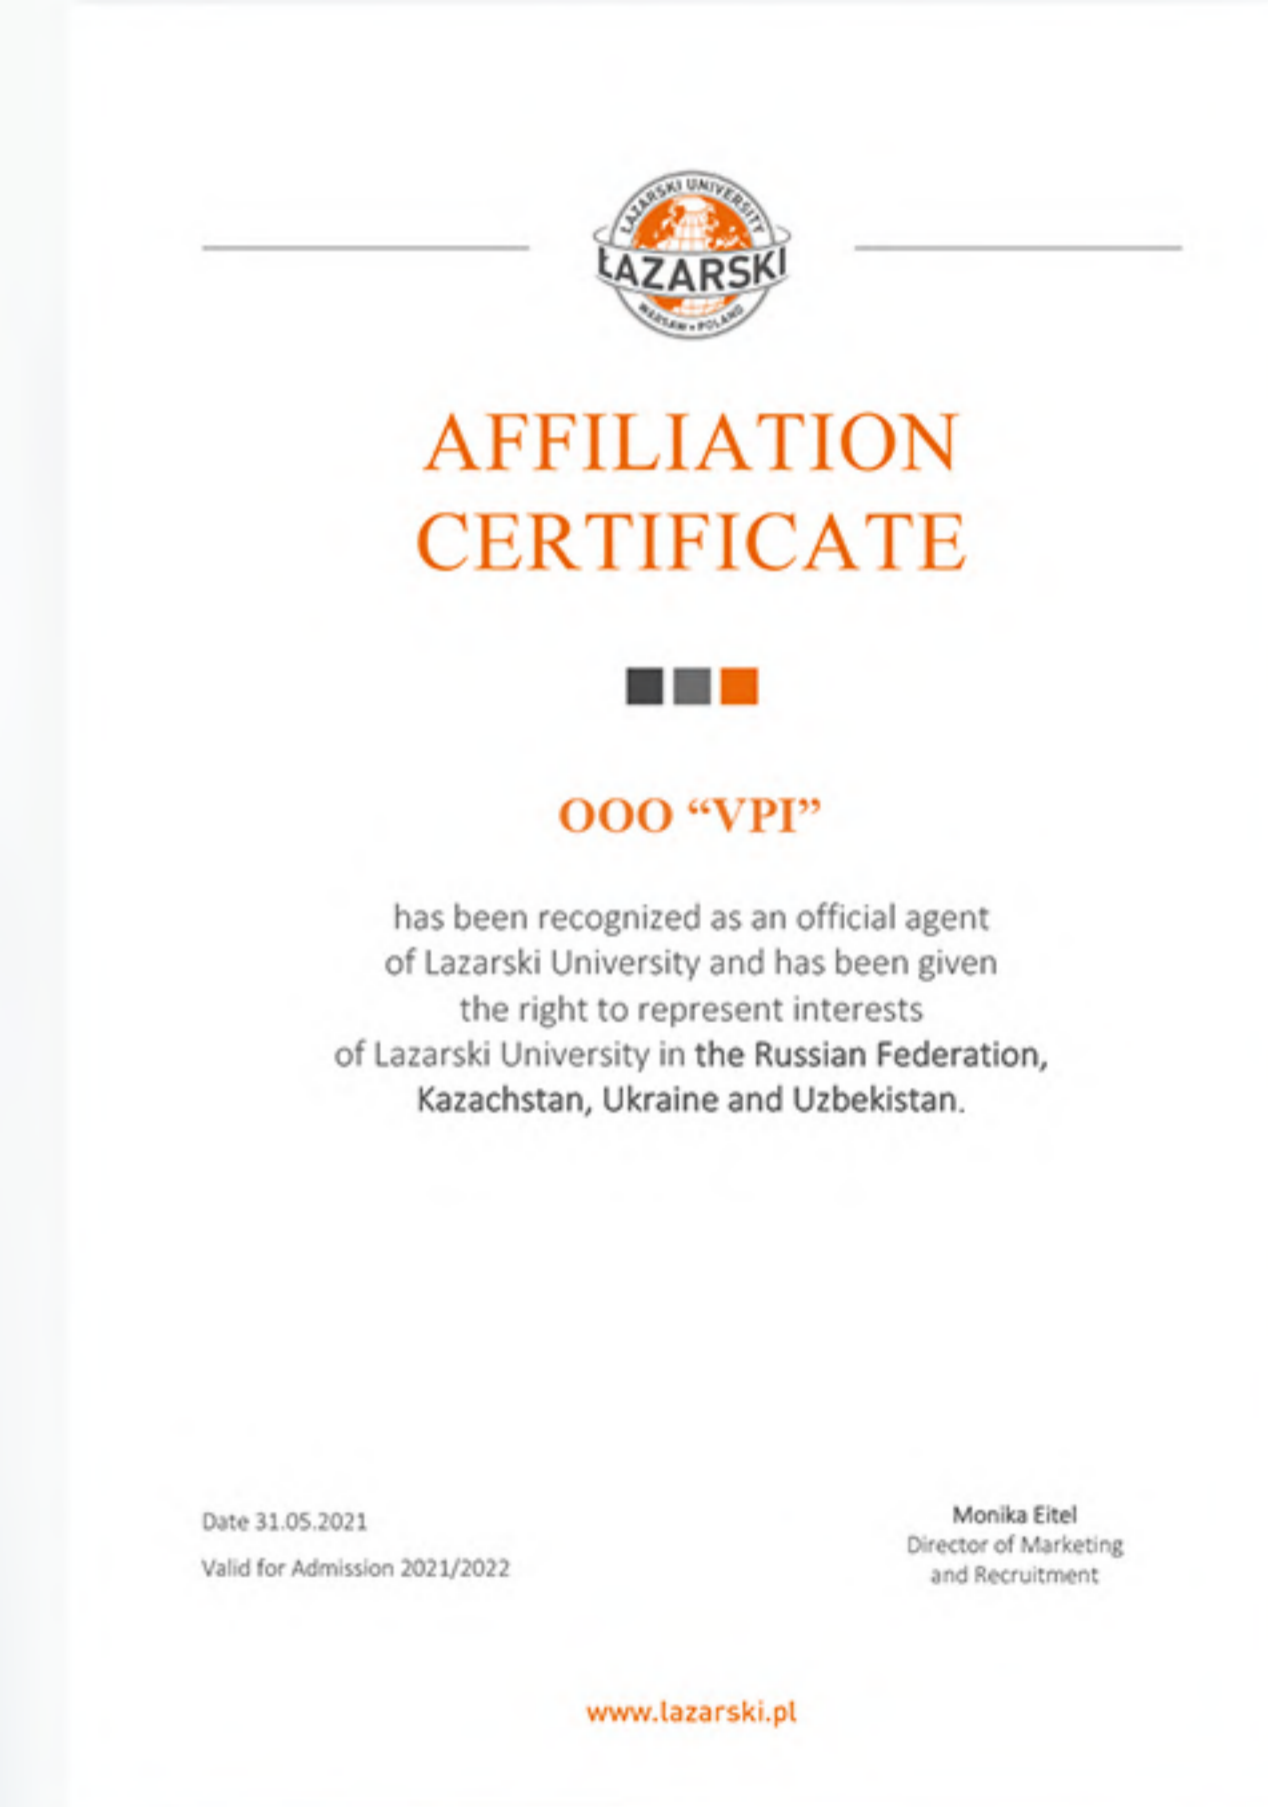 ŁAZARSKI UNIVERSITY
ŁAZARSKI
WARSAW • POLAND
AFFILIATION
CERTIFICATE
OOO “VPI”
has been recognized as an official agent
of Lazarski University and has been given
the right to represent interests
of Lazarski University in the Russian Federation,
Kazachstan, Ukraine and Uzbekistan.
Date 31.05.2021
Valid for Admission 2021/2022
Monika Eitel
Director of Marketing
and Recruitment
www.lazarski.pl